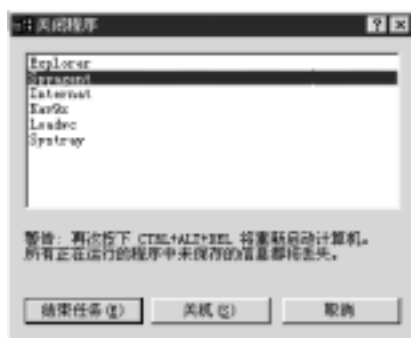 关闭程序
Explorer
Internat
Systray
警告: 再次按下 CTRL+ALT+DEL 将重新启动计算机。
所有正在运行的程序中未保存的信息都将丢失。
结束任务(E)
关机(S)
取消